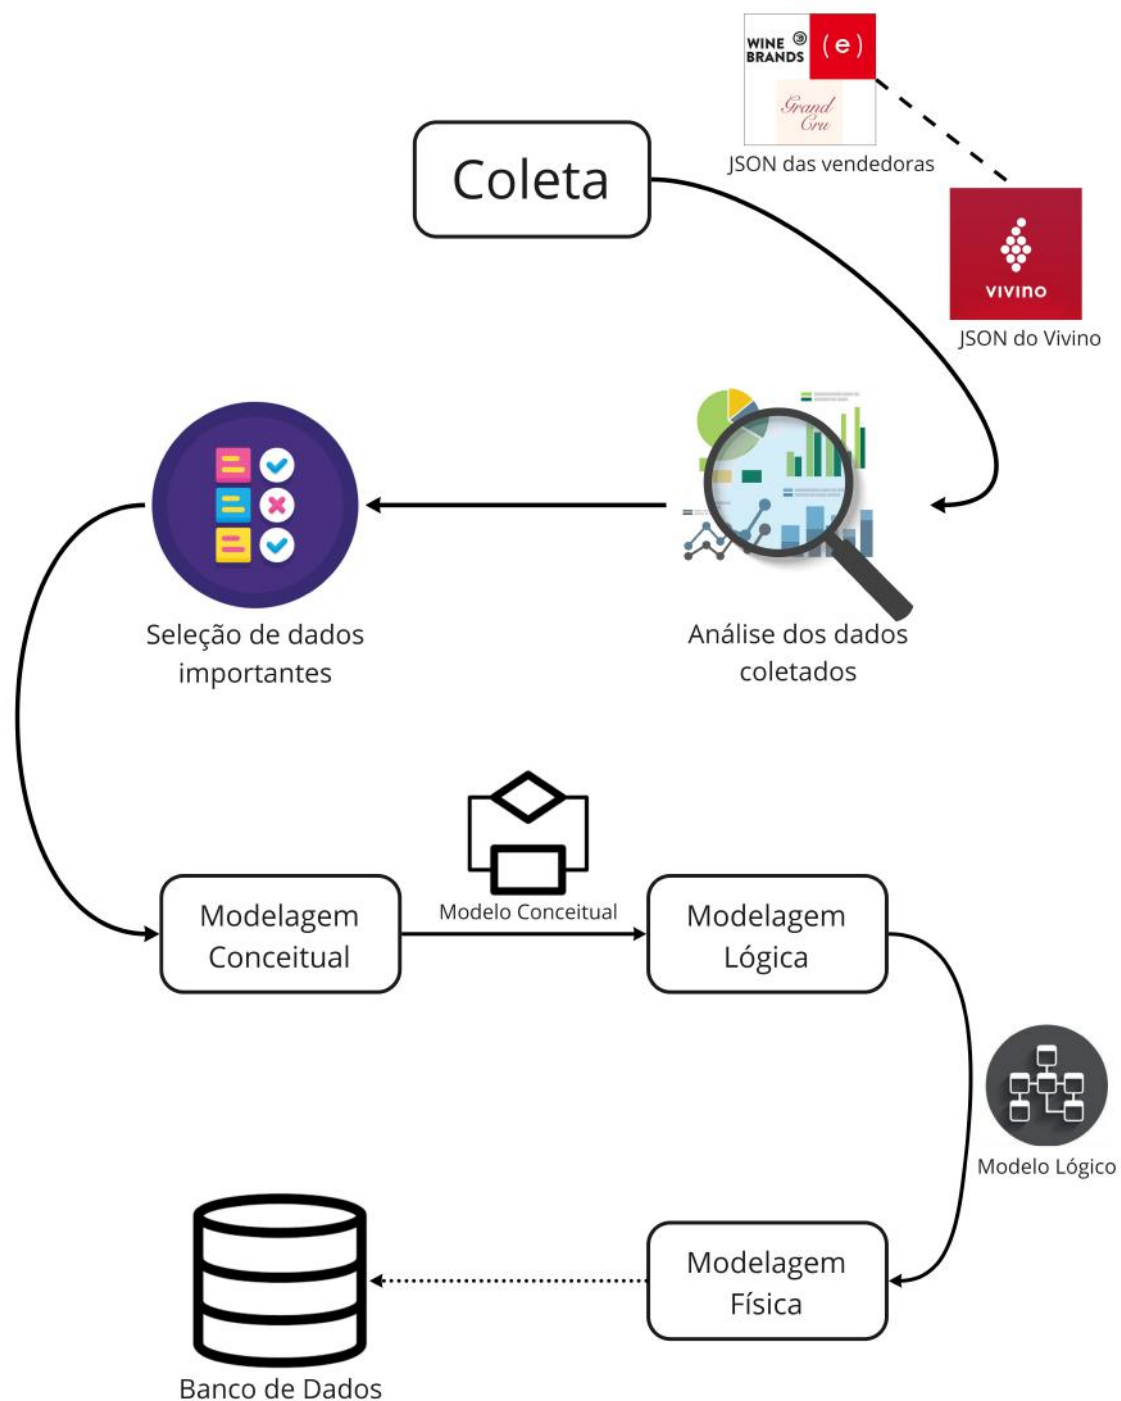 WINE
BRANDS
(e)
Grand
Cru
JSON das vendedoras
Coleta
VIVINO
JSON do Vivino
Seleção de dados
importantes
Análise dos dados
coletados
Modelo Conceitual
Modelagem
Conceitual
Modelagem
Lógica
Modelo Lógico
Modelagem
Física
Banco de Dados